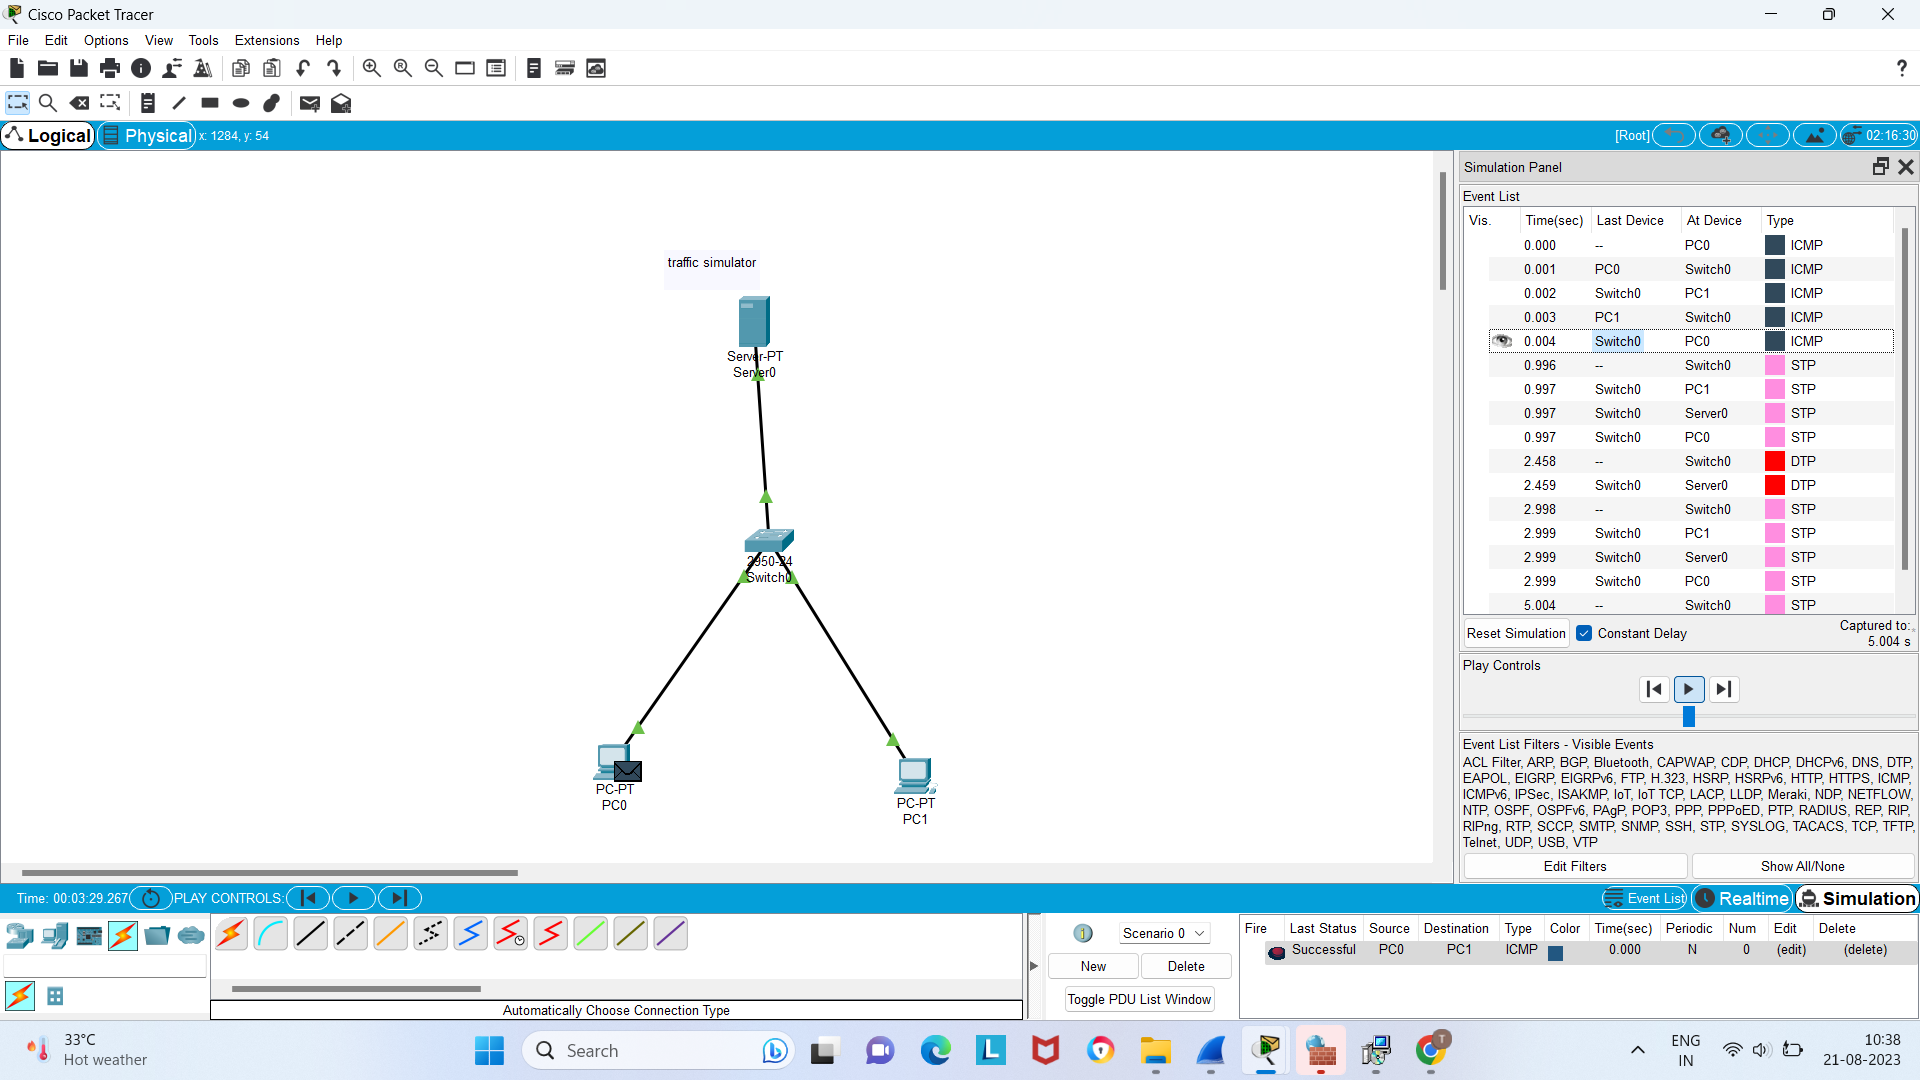 Cisco Packet Tracer
File Edit Options View Tools Extensions Help
?
Logical Physical x: 1284, y: 54 [Root] 02:16:30
Simulation Panel
Event List
Vis. Time(sec) Last Device At Device Type
0.000 -- PC0 ICMP
0.001 PC0 Switch0 ICMP
0.002 Switch0 PC1 ICMP
0.003 PC1 Switch0 ICMP
0.004 Switch0 PC0 ICMP
0.996 -- Switch0 STP
0.997 Switch0 PC1 STP
0.997 Switch0 Server0 STP
0.997 Switch0 PC0 STP
2.458 -- Switch0 DTP
2.459 Switch0 Server0 DTP
2.998 -- Switch0 STP
2.999 Switch0 PC1 STP
2.999 Switch0 Server0 STP
2.999 Switch0 PC0 STP
5.004 -- Switch0 STP
Reset Simulation Constant Delay Captured to:
5.004 s
Play Controls
Event List Filters - Visible Events
ACL Filter, ARP, BGP, Bluetooth, CAPWAP, CDP, DHCP, DHCPv6, DNS, DTP,
EAPOL, EIGRP, EIGRPv6, FTP, H.323, HSRP, HSRPv6, HTTP, HTTPS, ICMP,
ICMPv6, IPSec, ISAKMP, IoT, IoT TCP, LACP, LLDP, Meraki, NDP, NETFLOW,
NTP, OSPF, OSPFv6, PAgP, POP3, PPP, PPPoED, PTP, RADIUS, REP, RIP,
RIPng, RTP, SCCP, SMTP, SNMP, SSH, STP, SYSLOG, TACACS, TCP, TFTP,
Telnet, UDP, USB, VTP
Edit Filters Show All/None
traffic simulator
Server-PT
Server0
2950-24
Switch0
PC-PT
PC0
PC-PT
PC1
Time: 00:03:29.267 PLAY CONTROLS: Event List Realtime Simulation
Automatically Choose Connection Type
Scenario 0
New Delete
Toggle PDU List Window
Fire Last Status Source Destination Type Color Time(sec) Periodic Num Edit Delete
Successful PC0 PC1 ICMP 0.000 N 0 (edit) (delete)
33°C
Hot weather
Search
ENG
IN
10:38
21-08-2023